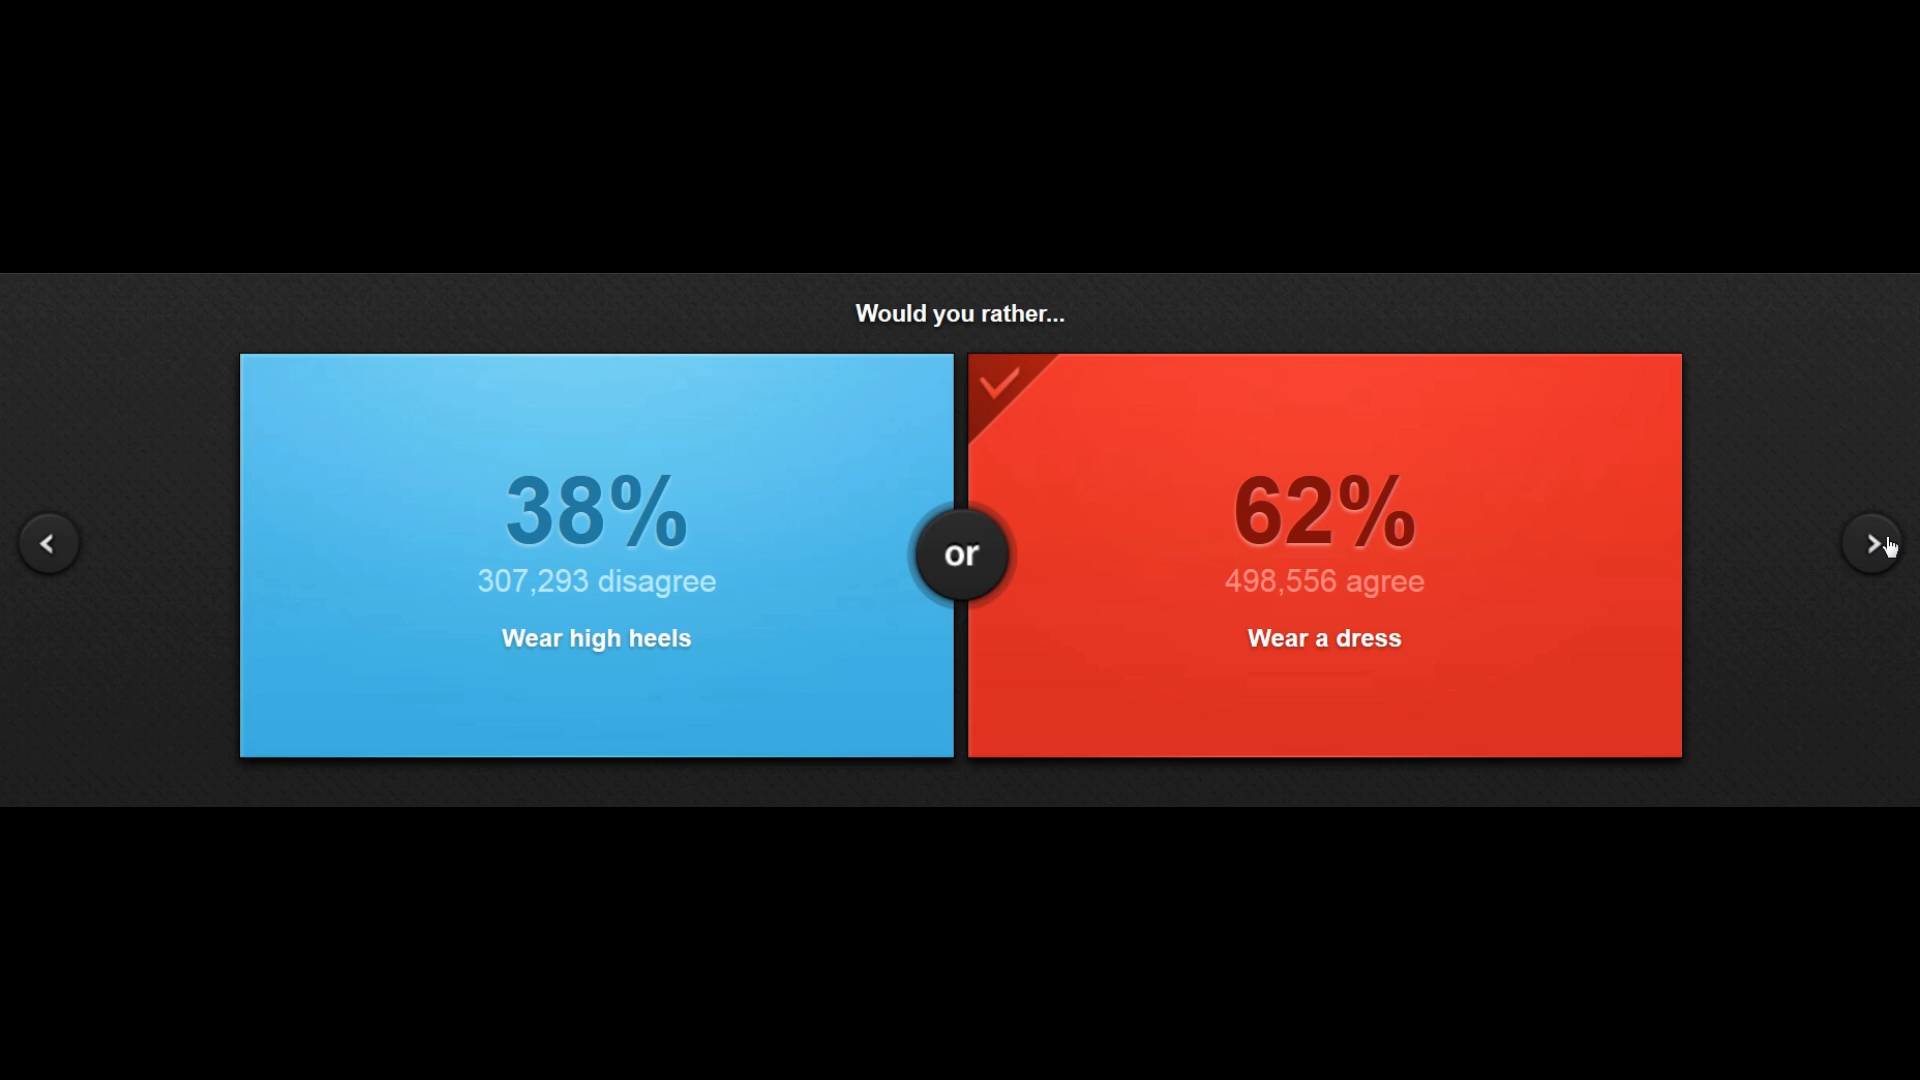 Would you rather...
38%
307,293 disagree
Wear high heels
or
62%
498,556 agree
Wear a dress